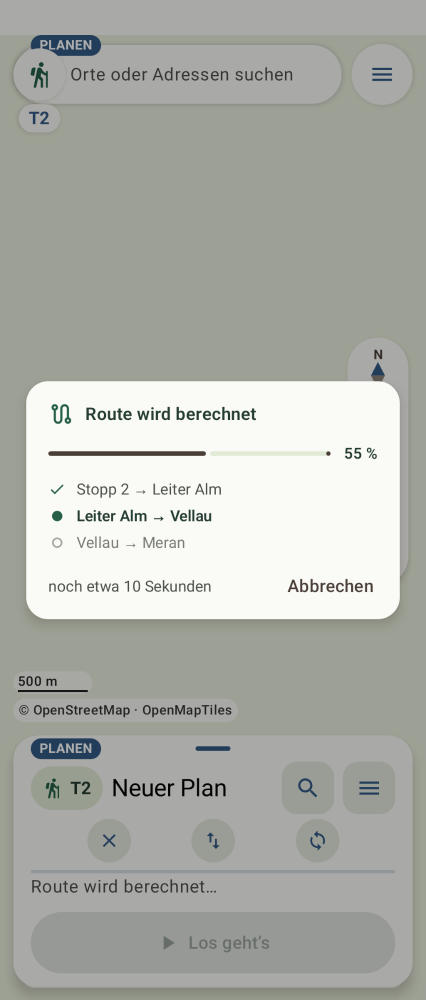 PLANEN
Orte oder Adressen suchen
T2
N
Route wird berechnet
55 %
Stopp 2 → Leiter Alm
Leiter Alm → Vellau
Vellau → Meran
noch etwa 10 Sekunden
Abbrechen
500 m
© OpenStreetMap · OpenMapTiles
PLANEN
T2 Neuer Plan
Route wird berechnet…
Los geht’s